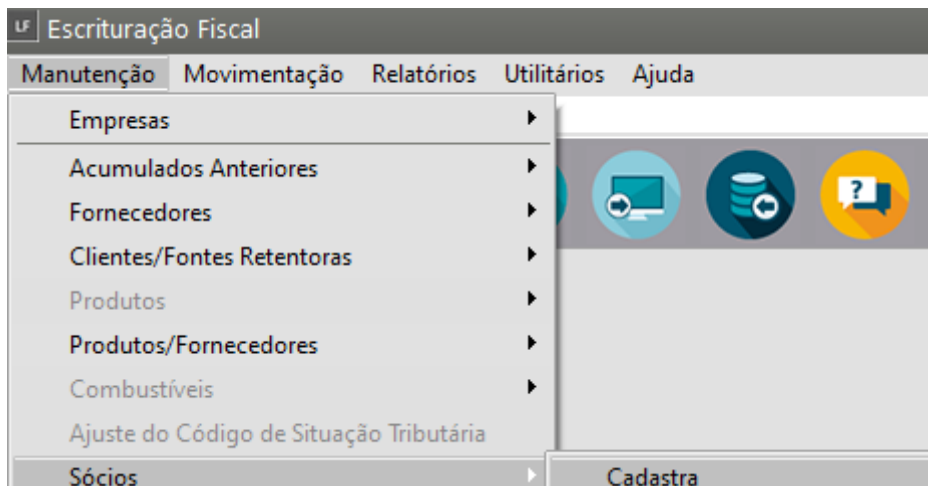 LF Escrituração Fiscal
Manutenção Movimentação Relatórios Utilitários Ajuda
Empresas
Acumulados Anteriores
Fornecedores
Clientes/Fontes Retentoras
Produtos
Produtos/Fornecedores
Combustíveis
Ajuste do Código de Situação Tributária
Sócios
Cadastra
?